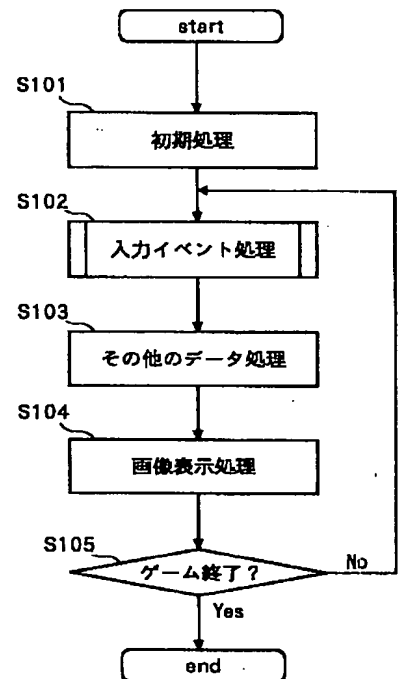 start
S101
初期処理
S102
入力イベント処理
S103
その他のデータ処理
S104
画像表示処理
S105
ゲーム終了？
No
Yes
end